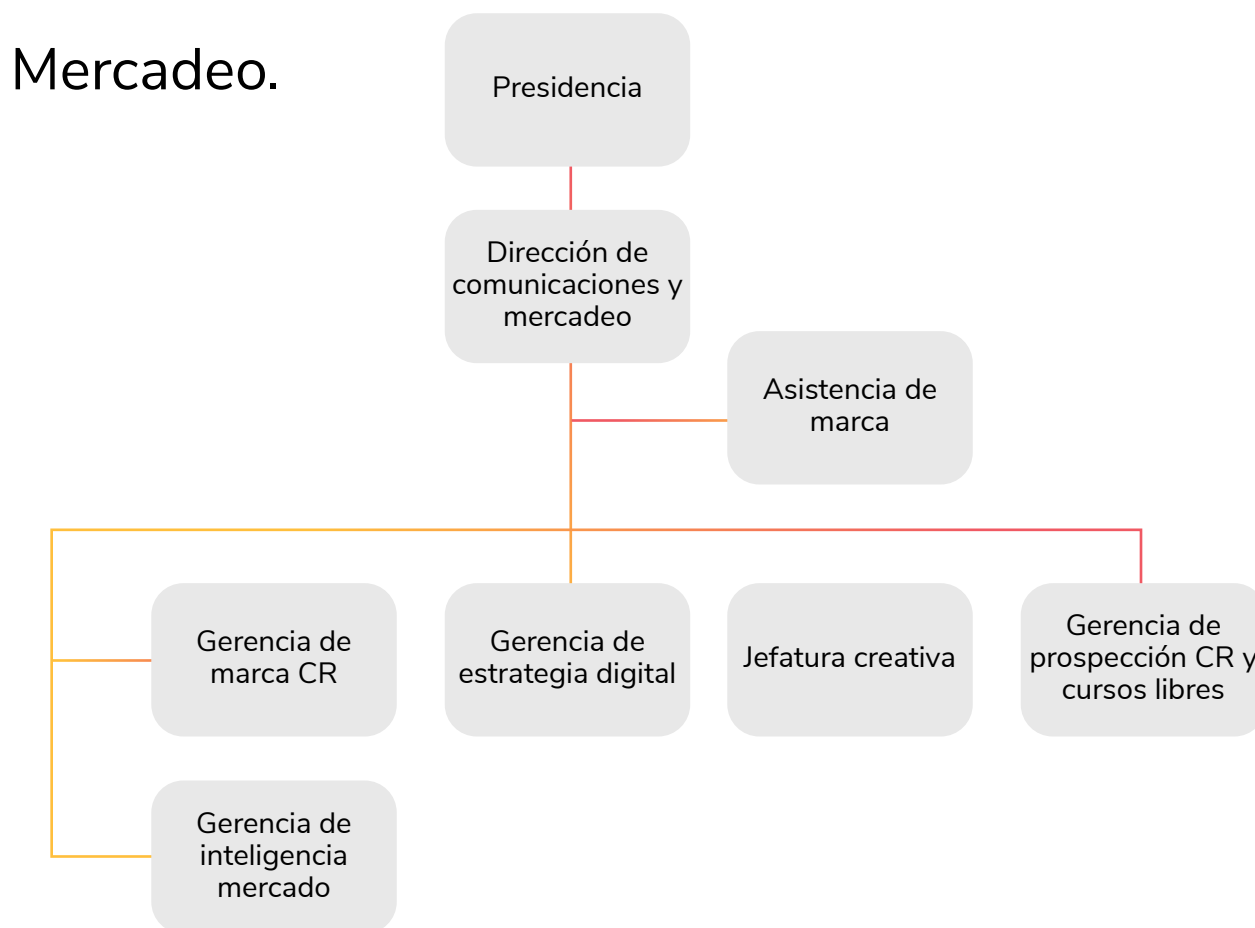 Mercadeo.
Presidencia
Dirección de
comunicaciones y
mercadeo
Asistencia de
marca
Gerencia de
marca CR
Gerencia de
estrategia digital
Jefatura creativa
Gerencia de
prospección CR y
cursos libres
Gerencia de
inteligencia
mercado